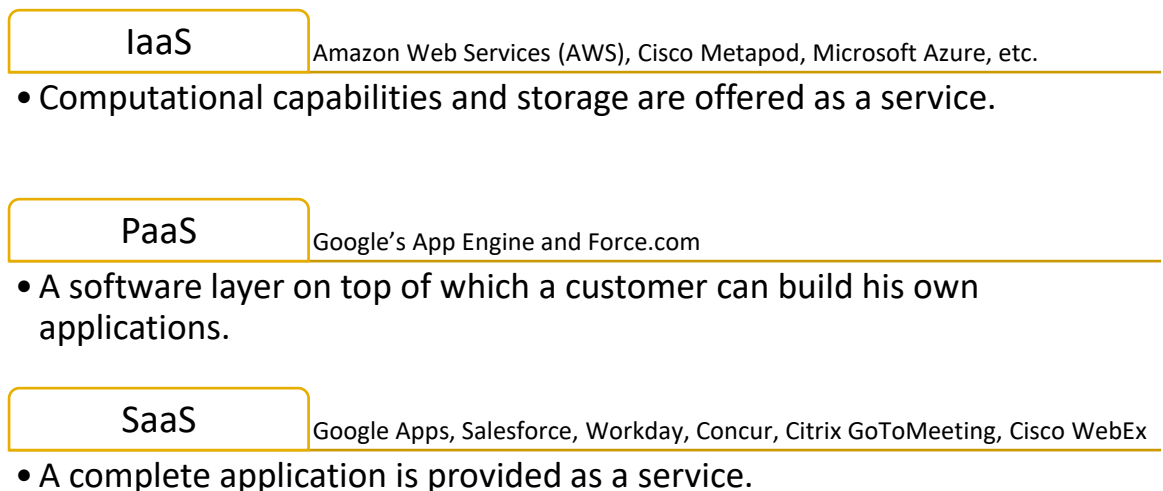 IaaS
Amazon Web Services (AWS), Cisco Metapod, Microsoft Azure, etc.
• Computational capabilities and storage are offered as a service.
PaaS
Google’s App Engine and Force.com
• A software layer on top of which a customer can build his own
applications.
SaaS
Google Apps, Salesforce, Workday, Concur, Citrix GoToMeeting, Cisco WebEx
• A complete application is provided as a service.